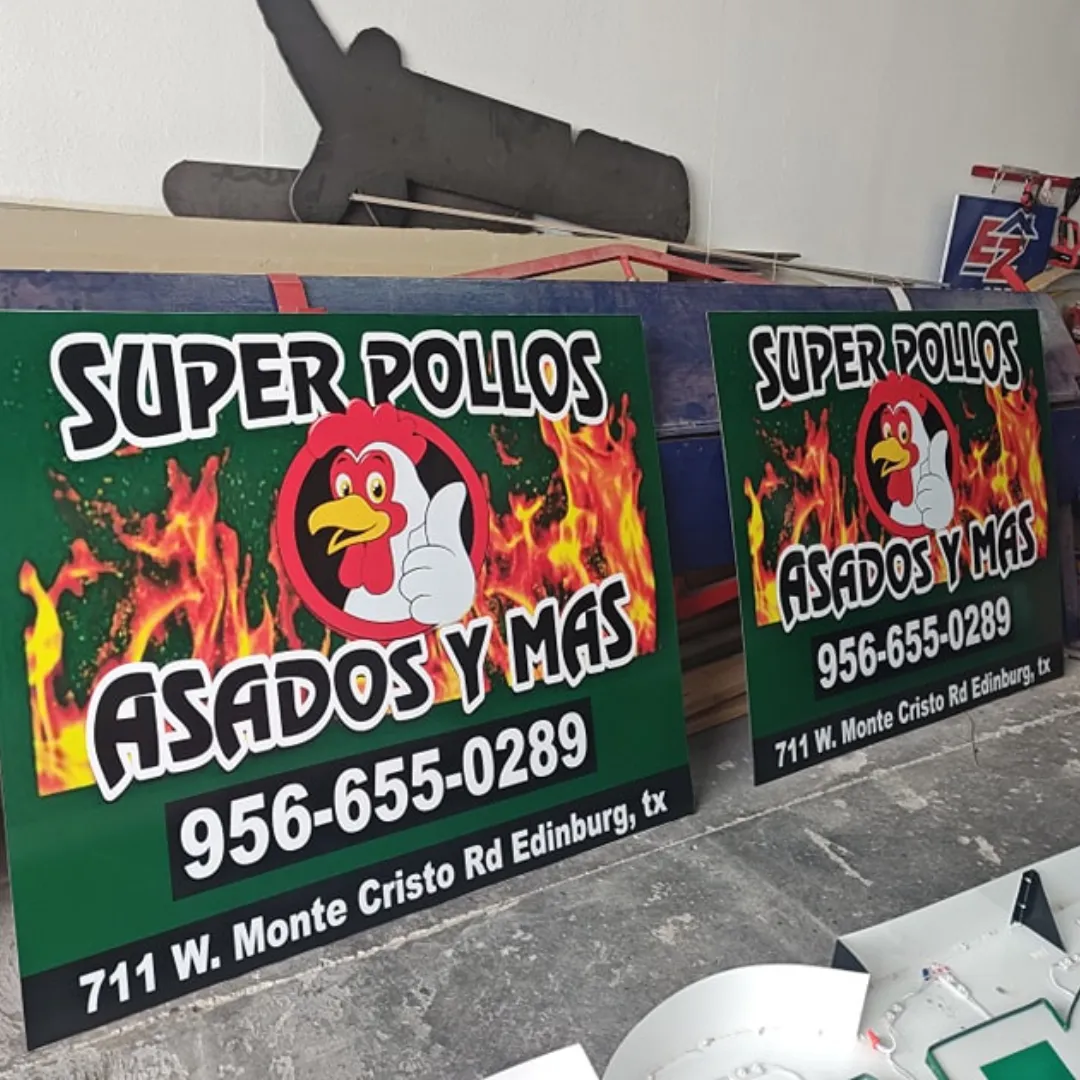 SUPER POLLOS
ASADOS Y MAS
956-655-0289
711 W. Monte Cristo Rd Edinburg, tx
SUPER POLLOS
ASADOS Y MAS
956-655-0289
711 W. Monte Cristo Rd Edinburg, tx
EZ